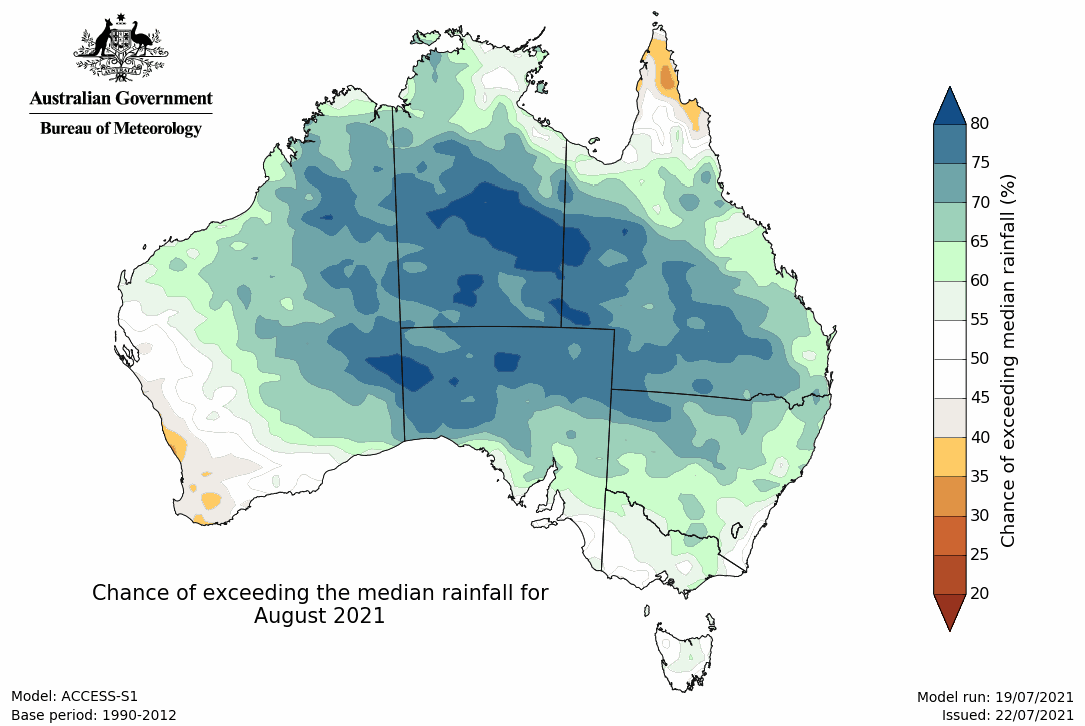 Australian Government
Bureau of Meteorology
80
75
70
65
60
55
50
45
40
35
30
25
20
Chance of exceeding median rainfall (%)
Chance of exceeding the median rainfall for
August 2021
Model: ACCESS-S1
Base period: 1990-2012
Model run: 19/07/2021
Issued: 22/07/2021